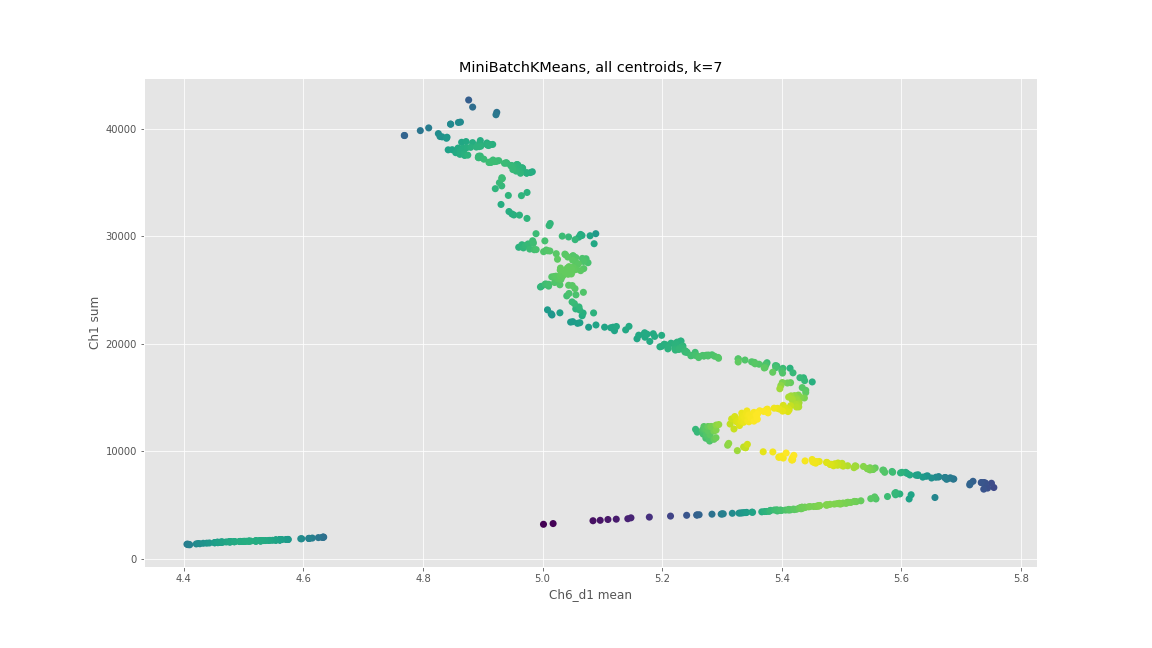 MiniBatchKMeans, all centroids, k=7
40000
30000
20000
10000
0
Ch1 sum
4.4 4.6 4.8 5.0 5.2 5.4 5.6 5.8
Ch6_d1 mean